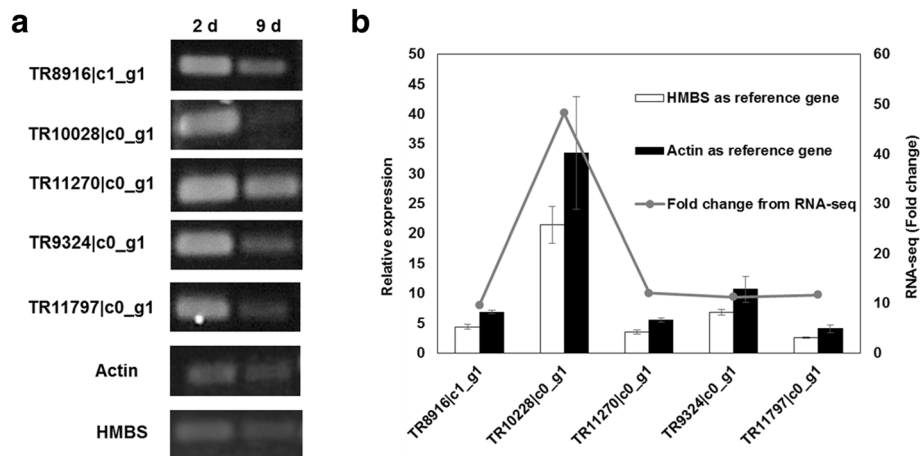 a
2 d 9 d
TR8916|c1_g1
TR10028|c0_g1
TR11270|c0_g1
TR9324|c0_g1
TR11797|c0_g1
Actin
HMBS
b
50
45
40
35
30
25
20
15
10
5
0
Relative expression
60
50
40
30
20
10
0
RNA-seq (Fold change)
HMBS as reference gene
Actin as reference gene
Fold change from RNA-seq
TR8916|c1_g1
TR10228|c0_g1
TR11270|c0_g1
TR9324|c0_g1
TR11797|c0_g1